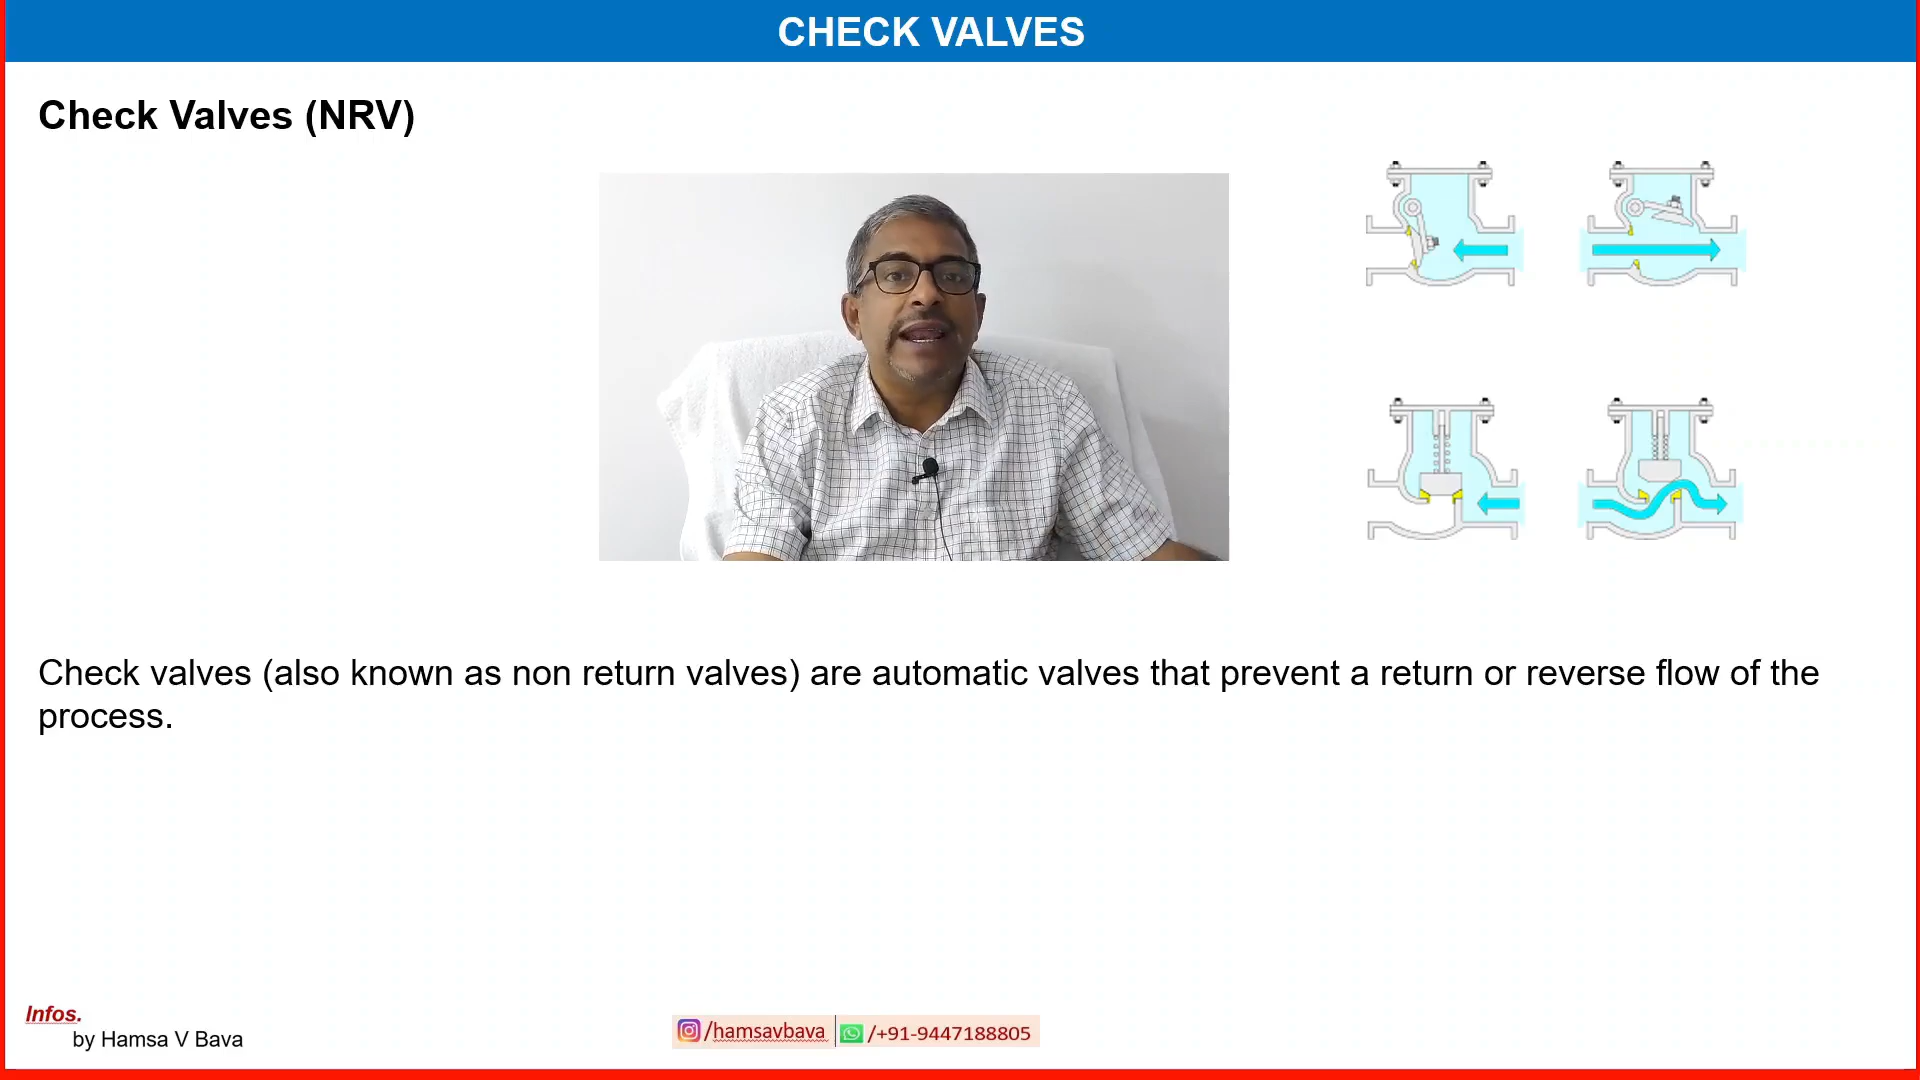 CHECK VALVES
Check Valves (NRV)
Check valves (also known as non return valves) are automatic valves that prevent a return or reverse flow of the
process.
Infos.
by Hamsa V Bava
/hamsavbava
/+91-9447188805